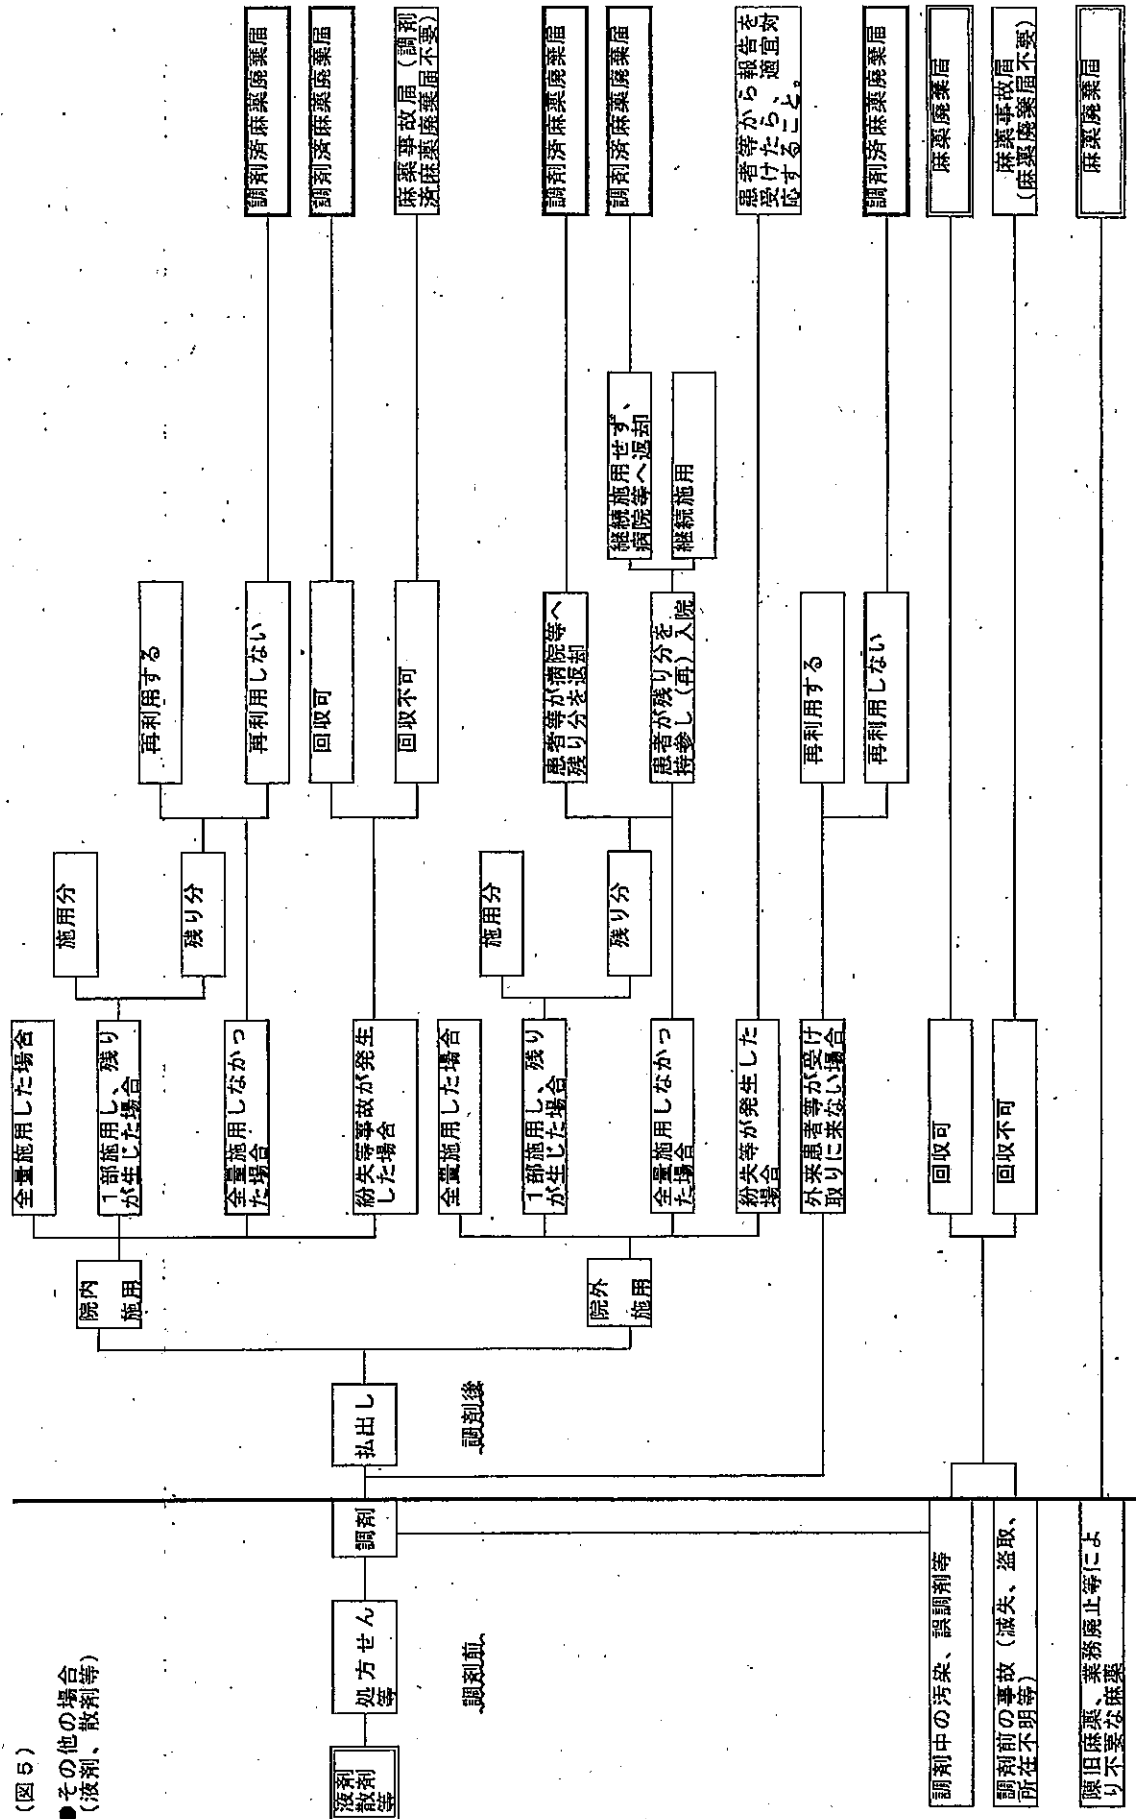 (図5)
●その他の場合
(液剤、散剤等)
液剤
散剤
等
処方せん
等
調剤
調剤前
払出し
調剤後
院内
施用
全量施用した場合
1部施用し、残り
が生じた場合
施用分
残り分
全量施用しなかっ
た場合
再利用する
再利用しない
調剤済麻薬廃棄届
紛失等事故が発生
した場合
回収可
調剤済麻薬廃棄届
回収不可
麻薬事故届(調剤
済麻薬廃棄届不要)
院外
施用
全量施用した場合
1部施用し、残り
が生じた場合
施用分
残り分
全量施用しなかっ
た場合
患者等が病院等へ
残り分を返却
調剤済麻薬廃棄届
患者が残り分を
持参し(再)入院
継続施用せず、
病院等へ返却
調剤済麻薬廃棄届
継続施用
紛失等が発生した
場合
患者等から報告を
受けたら、適宜対
応すること。
外来患者等が受け
取りに来ない場合
再利用する
再利用しない
調剤済麻薬廃棄届
調剤中の汚染、誤調剤等
調剤前の事故(滅失、盗取、
所在不明等)
回収可
麻薬廃棄届
回収不可
麻薬事故届
(麻薬廃棄届不要)
陳旧麻薬、業務廃止等によ
り不要な麻薬
麻薬廃棄届